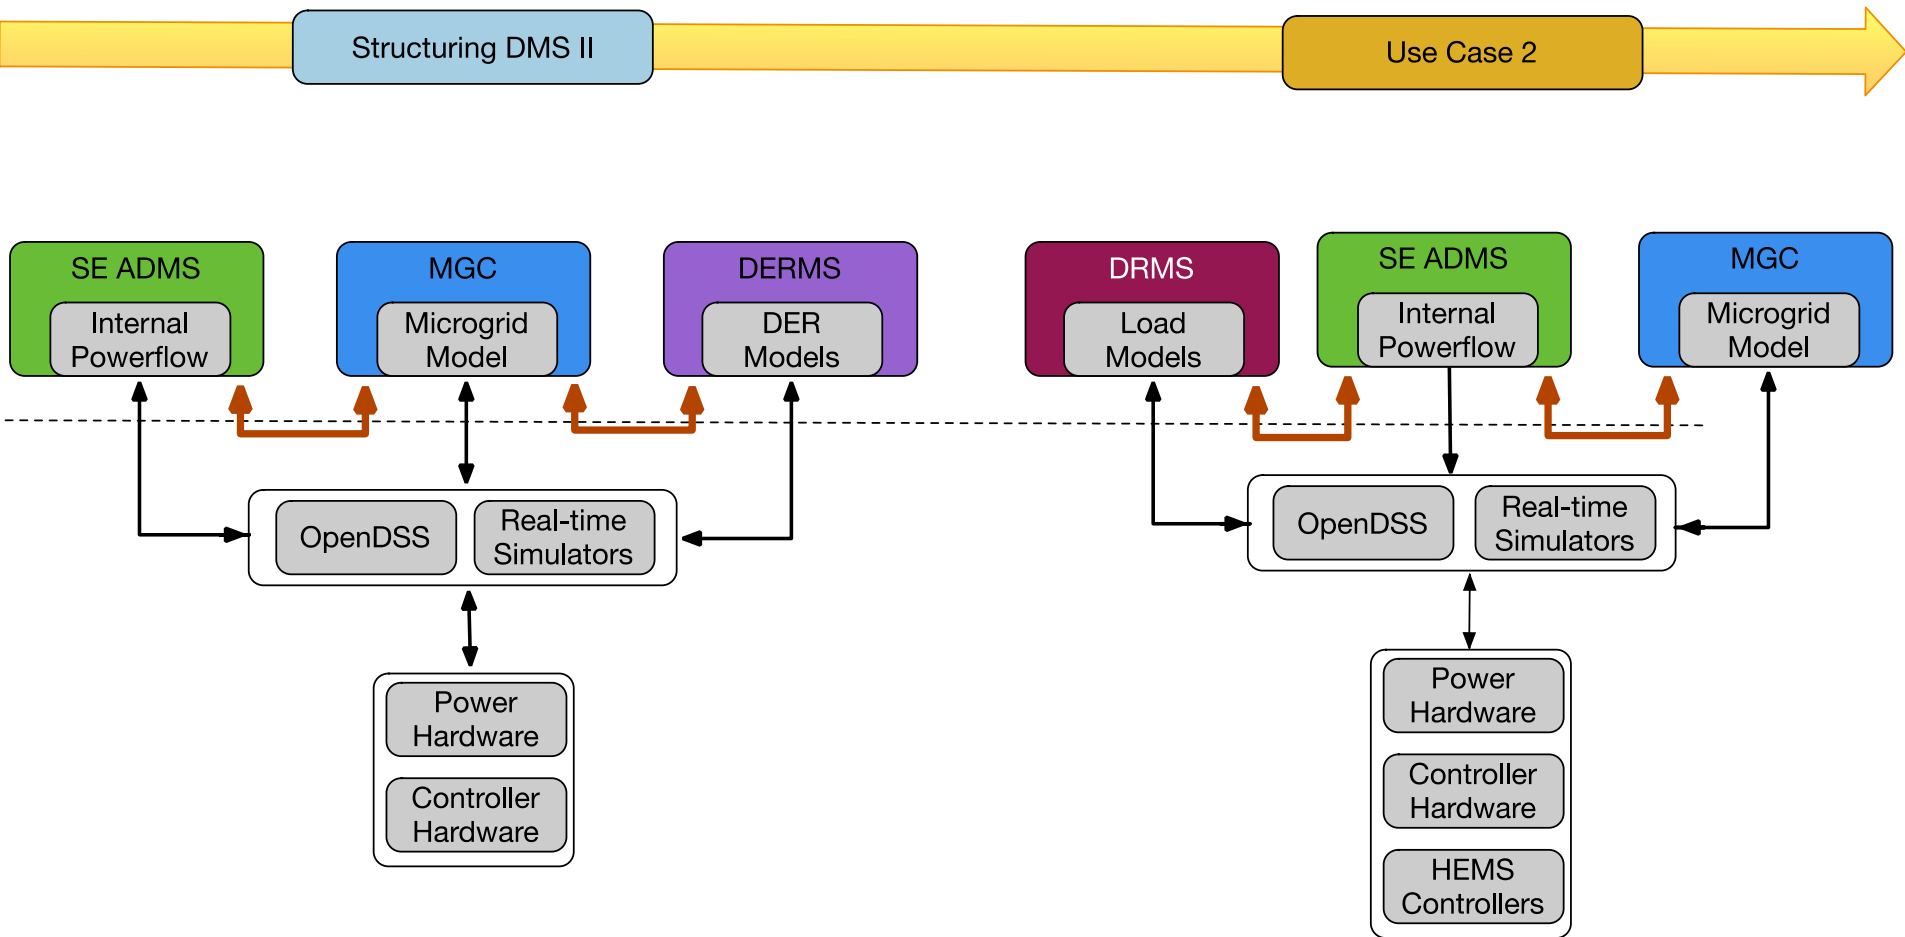 Structuring DMS II
Use Case 2
SE ADMS
Internal
Powerflow
MGC
Microgrid
Model
DERMS
DER
Models
OpenDSS
Real-time
Simulators
Power
Hardware
Controller
Hardware
DRMS
Load
Models
SE ADMS
Internal
Powerflow
MGC
Microgrid
Model
OpenDSS
Real-time
Simulators
Power
Hardware
Controller
Hardware
HEMS
Controllers